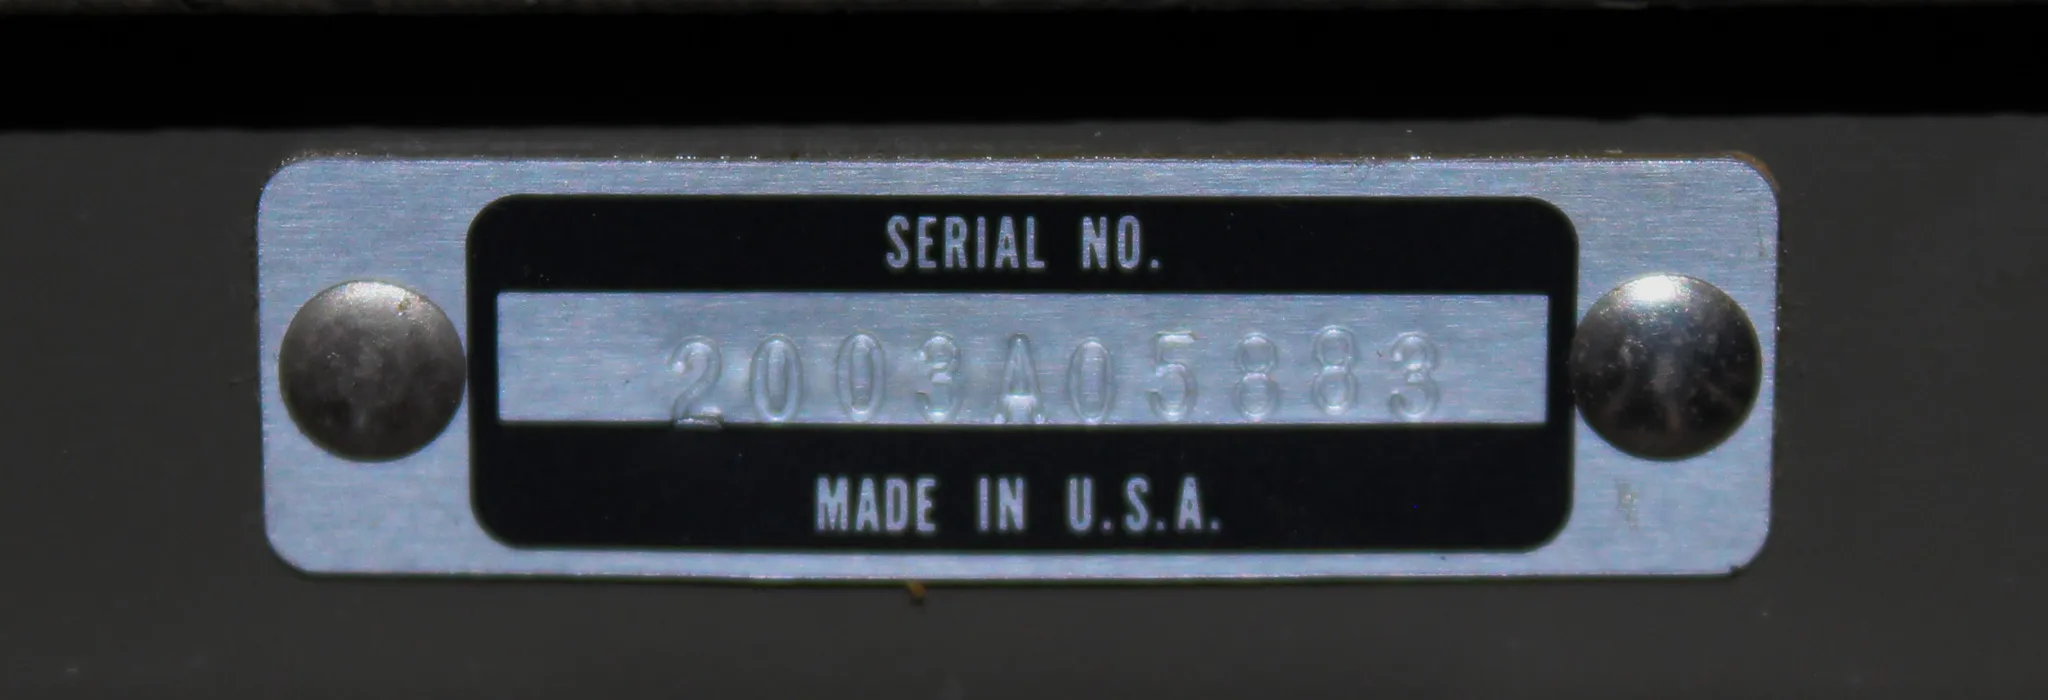 SERIAL NO.
2003A05883
MADE IN U.S.A.